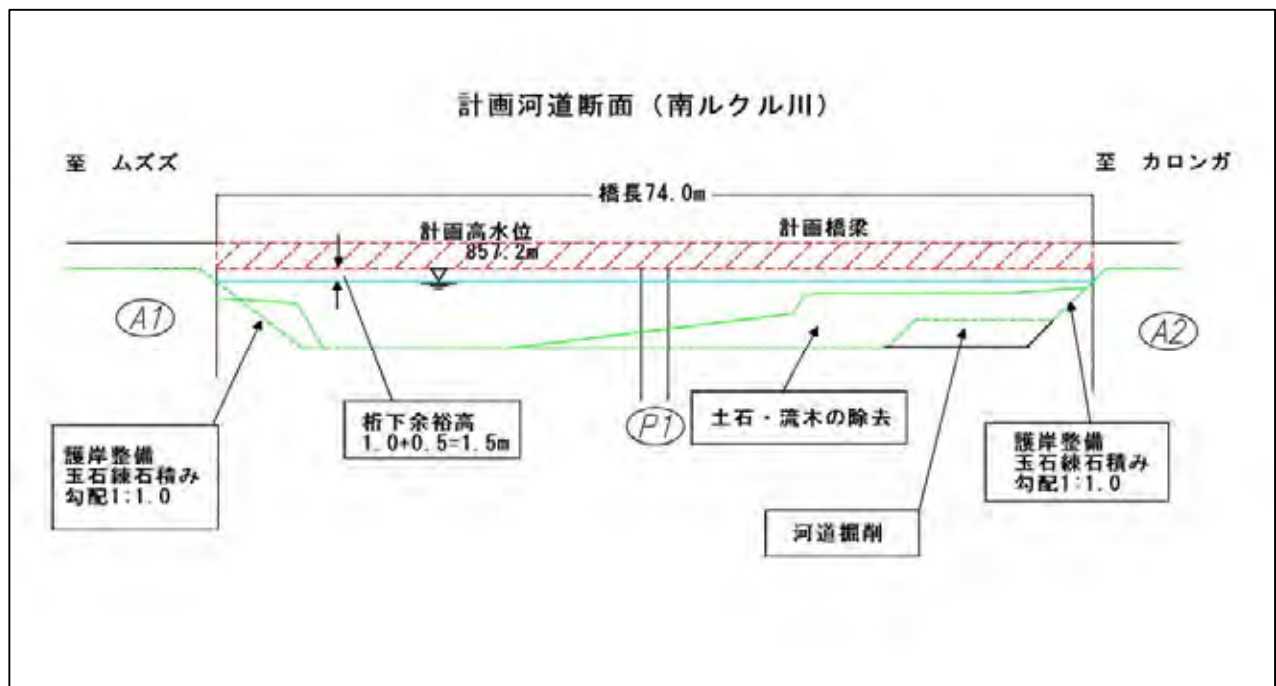 計画河道断面（南ルクル川）
至 ムズズ
至 カロンガ
橋長74.0m
計画高水位
857.2m
計画橋梁
A1
A2
P1
桁下余裕高
1.0+0.5=1.5m
土石・流木の除去
護岸整備
玉石練石積み
勾配1:1.0
護岸整備
玉石練石積み
勾配1:1.0
河道掘削